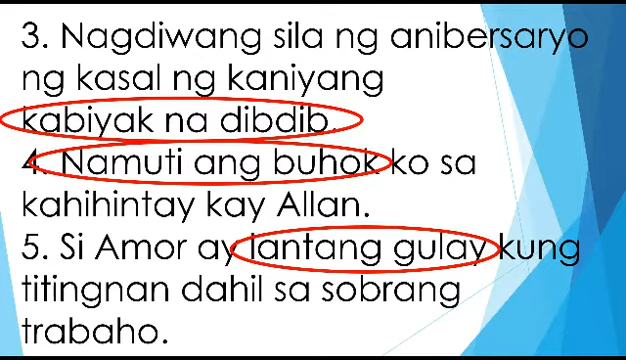 3. Nagdiwang sila ng anibersaryo
ng kasal ng kaniyang
kabiyak na dibdib.
4. Namuti ang buhok ko sa
kahihintay kay Allan.
5. Si Amor ay lantang gulay kung
titingnan dahil sa sobrang
trabaho.